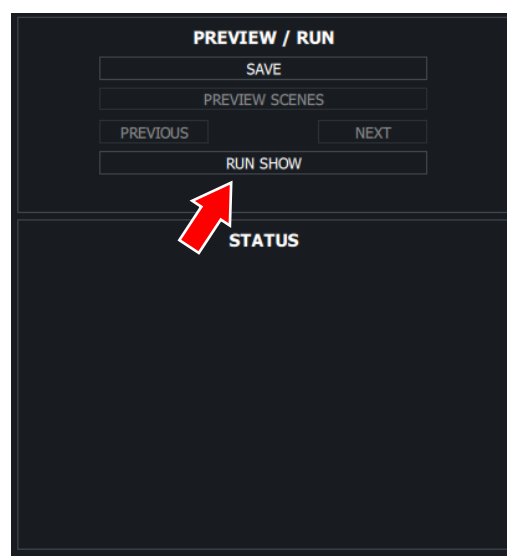 PREVIEW / RUN
SAVE
PREVIEW SCENES
PREVIOUS NEXT
RUN SHOW
STATUS